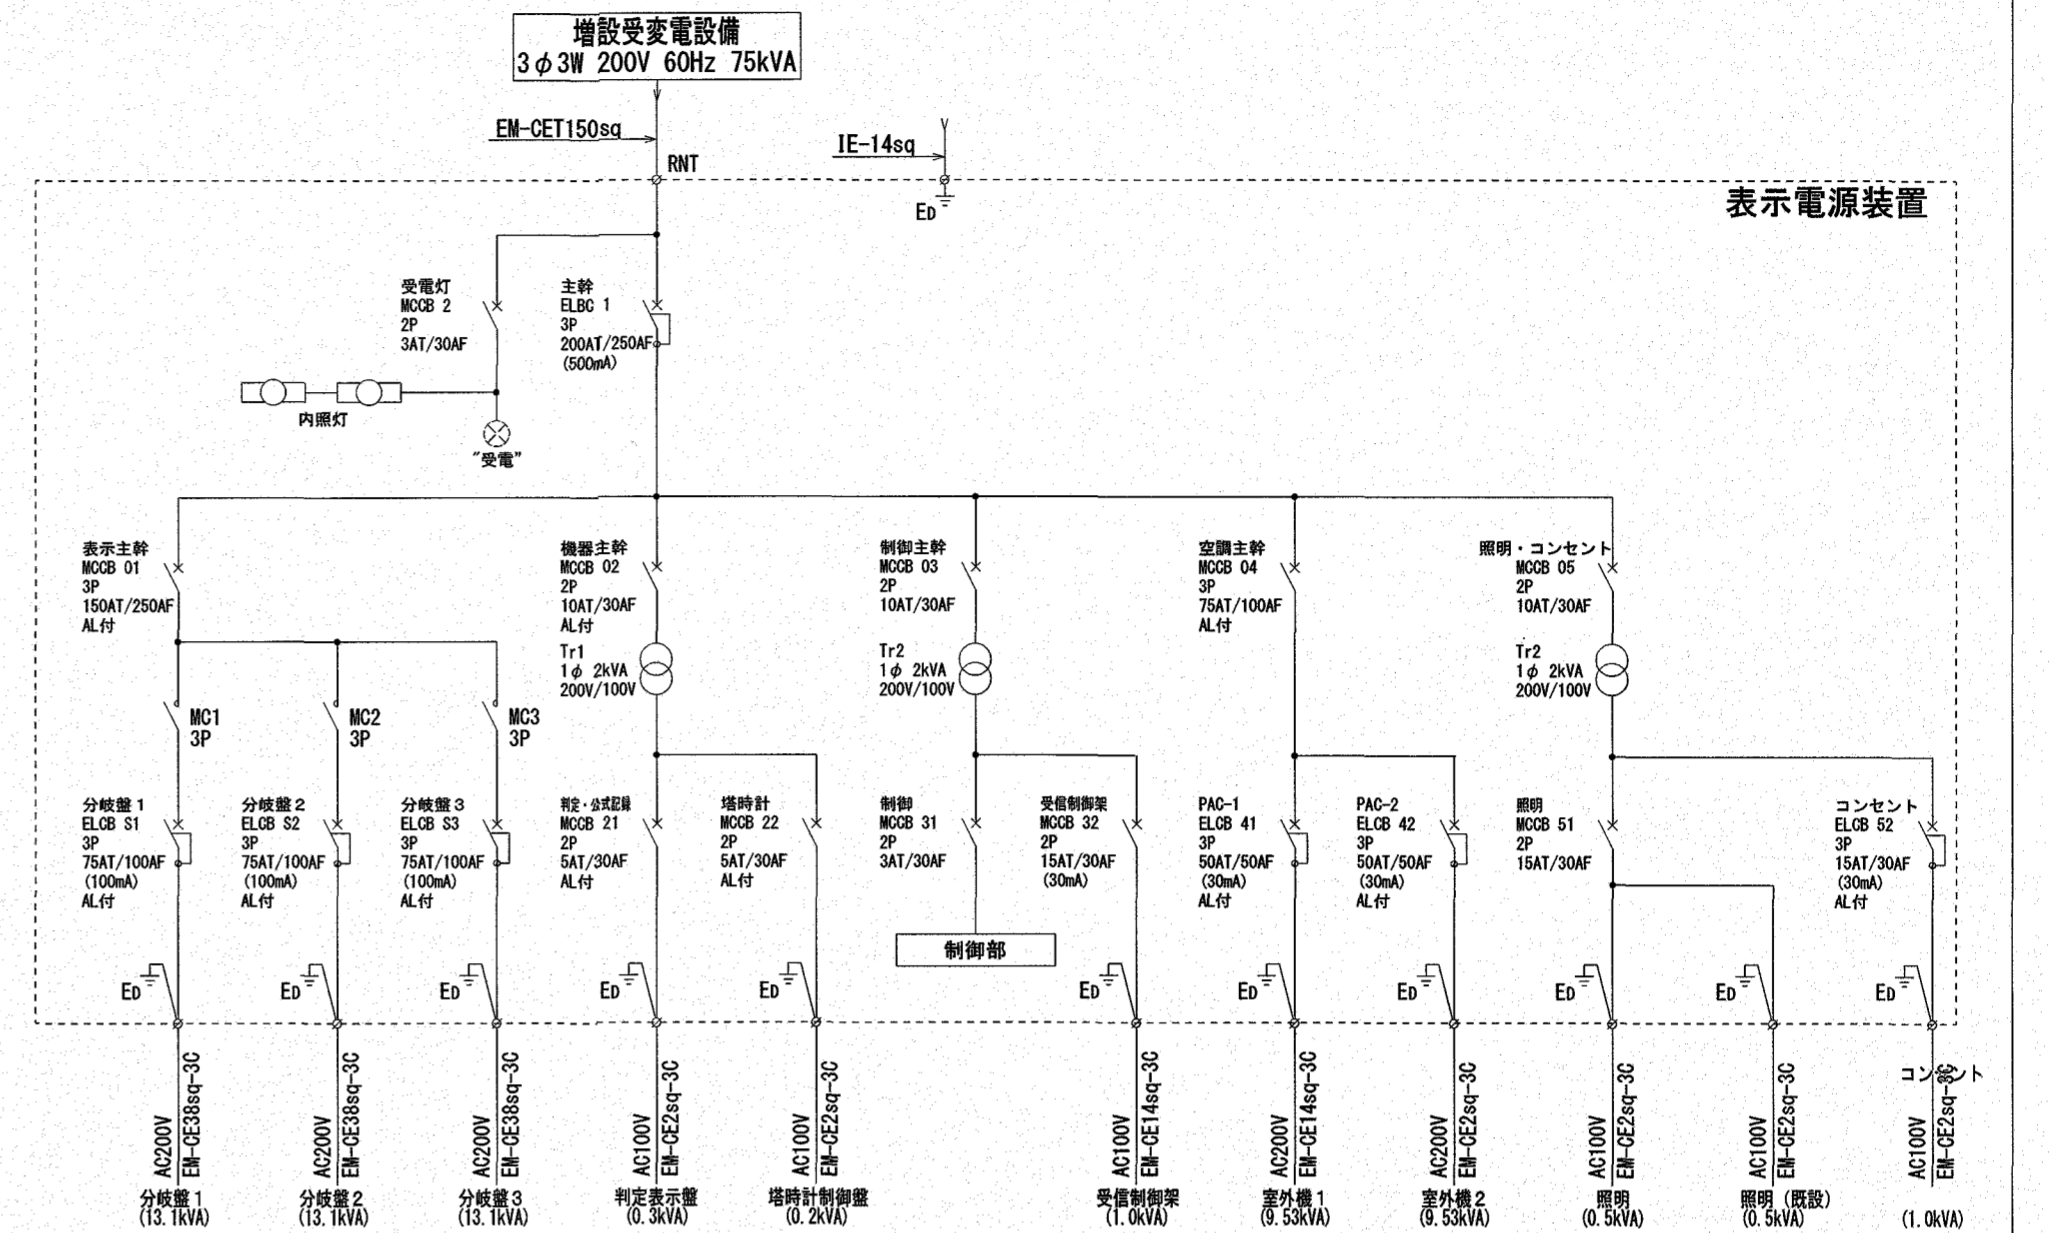 増設受変電設備
3φ3W 200V 60Hz 75kVA
EM-CET150sq
RNT
IE-14sq
ED
表示電源装置
受電灯
MCCB 2
2P
3AT/30AF
主幹
ELBC 1
3P
200AT/250AF
(500mA)
内照灯
"受電"
表示主幹
MCCB 01
3P
150AT/250AF
AL付
機器主幹
MCCB 02
2P
10AT/30AF
AL付
制御主幹
MCCB 03
2P
10AT/30AF
空調主幹
MCCB 04
3P
75AT/100AF
AL付
照明・コンセント
MCCB 05
2P
10AT/30AF
Tr1
1φ 2kVA
200V/100V
Tr2
1φ 2kVA
200V/100V
Tr2
1φ 2kVA
200V/100V
MC1
3P
MC2
3P
MC3
3P
分岐盤1
ELCB S1
3P
75AT/100AF
(100mA)
AL付
分岐盤2
ELCB S2
3P
75AT/100AF
(100mA)
AL付
分岐盤3
ELCB S3
3P
75AT/100AF
(100mA)
AL付
判定・公式記録
MCCB 21
2P
5AT/30AF
AL付
塔時計
MCCB 22
2P
5AT/30AF
AL付
制御
MCCB 31
2P
3AT/30AF
受信制御架
MCCB 32
2P
15AT/30AF
(30mA)
PAC-1
ELCB 41
3P
50AT/50AF
(30mA)
AL付
PAC-2
ELCB 42
3P
50AT/50AF
(30mA)
AL付
照明
MCCB 51
2P
15AT/30AF
コンセント
ELCB 52
3P
15AT/30AF
(30mA)
AL付
制御部
ED
ED
ED
ED
ED
ED
ED
ED
ED
ED
ED
AC200V
EM-CE38sq-3C
分岐盤1
(13.1kVA)
AC200V
EM-CE38sq-3C
分岐盤2
(13.1kVA)
AC200V
EM-CE38sq-3C
分岐盤3
(13.1kVA)
AC100V
EM-CE2sq-3C
判定表示盤
(0.3kVA)
AC100V
EM-CE2sq-3C
塔時計制御盤
(0.2kVA)
AC100V
EM-CE14sq-3C
受信制御架
(1.0kVA)
AC200V
EM-CE14sq-3C
室外機1
(9.53kVA)
AC200V
EM-CE2sq-3C
室外機2
(9.53kVA)
AC100V
EM-CE2sq-3C
照明
(0.5kVA)
AC100V
EM-CE2sq-3C
照明(既設)
(0.5kVA)
コンセント
AC100V
EM-CE2sq-3C
(1.0kVA)